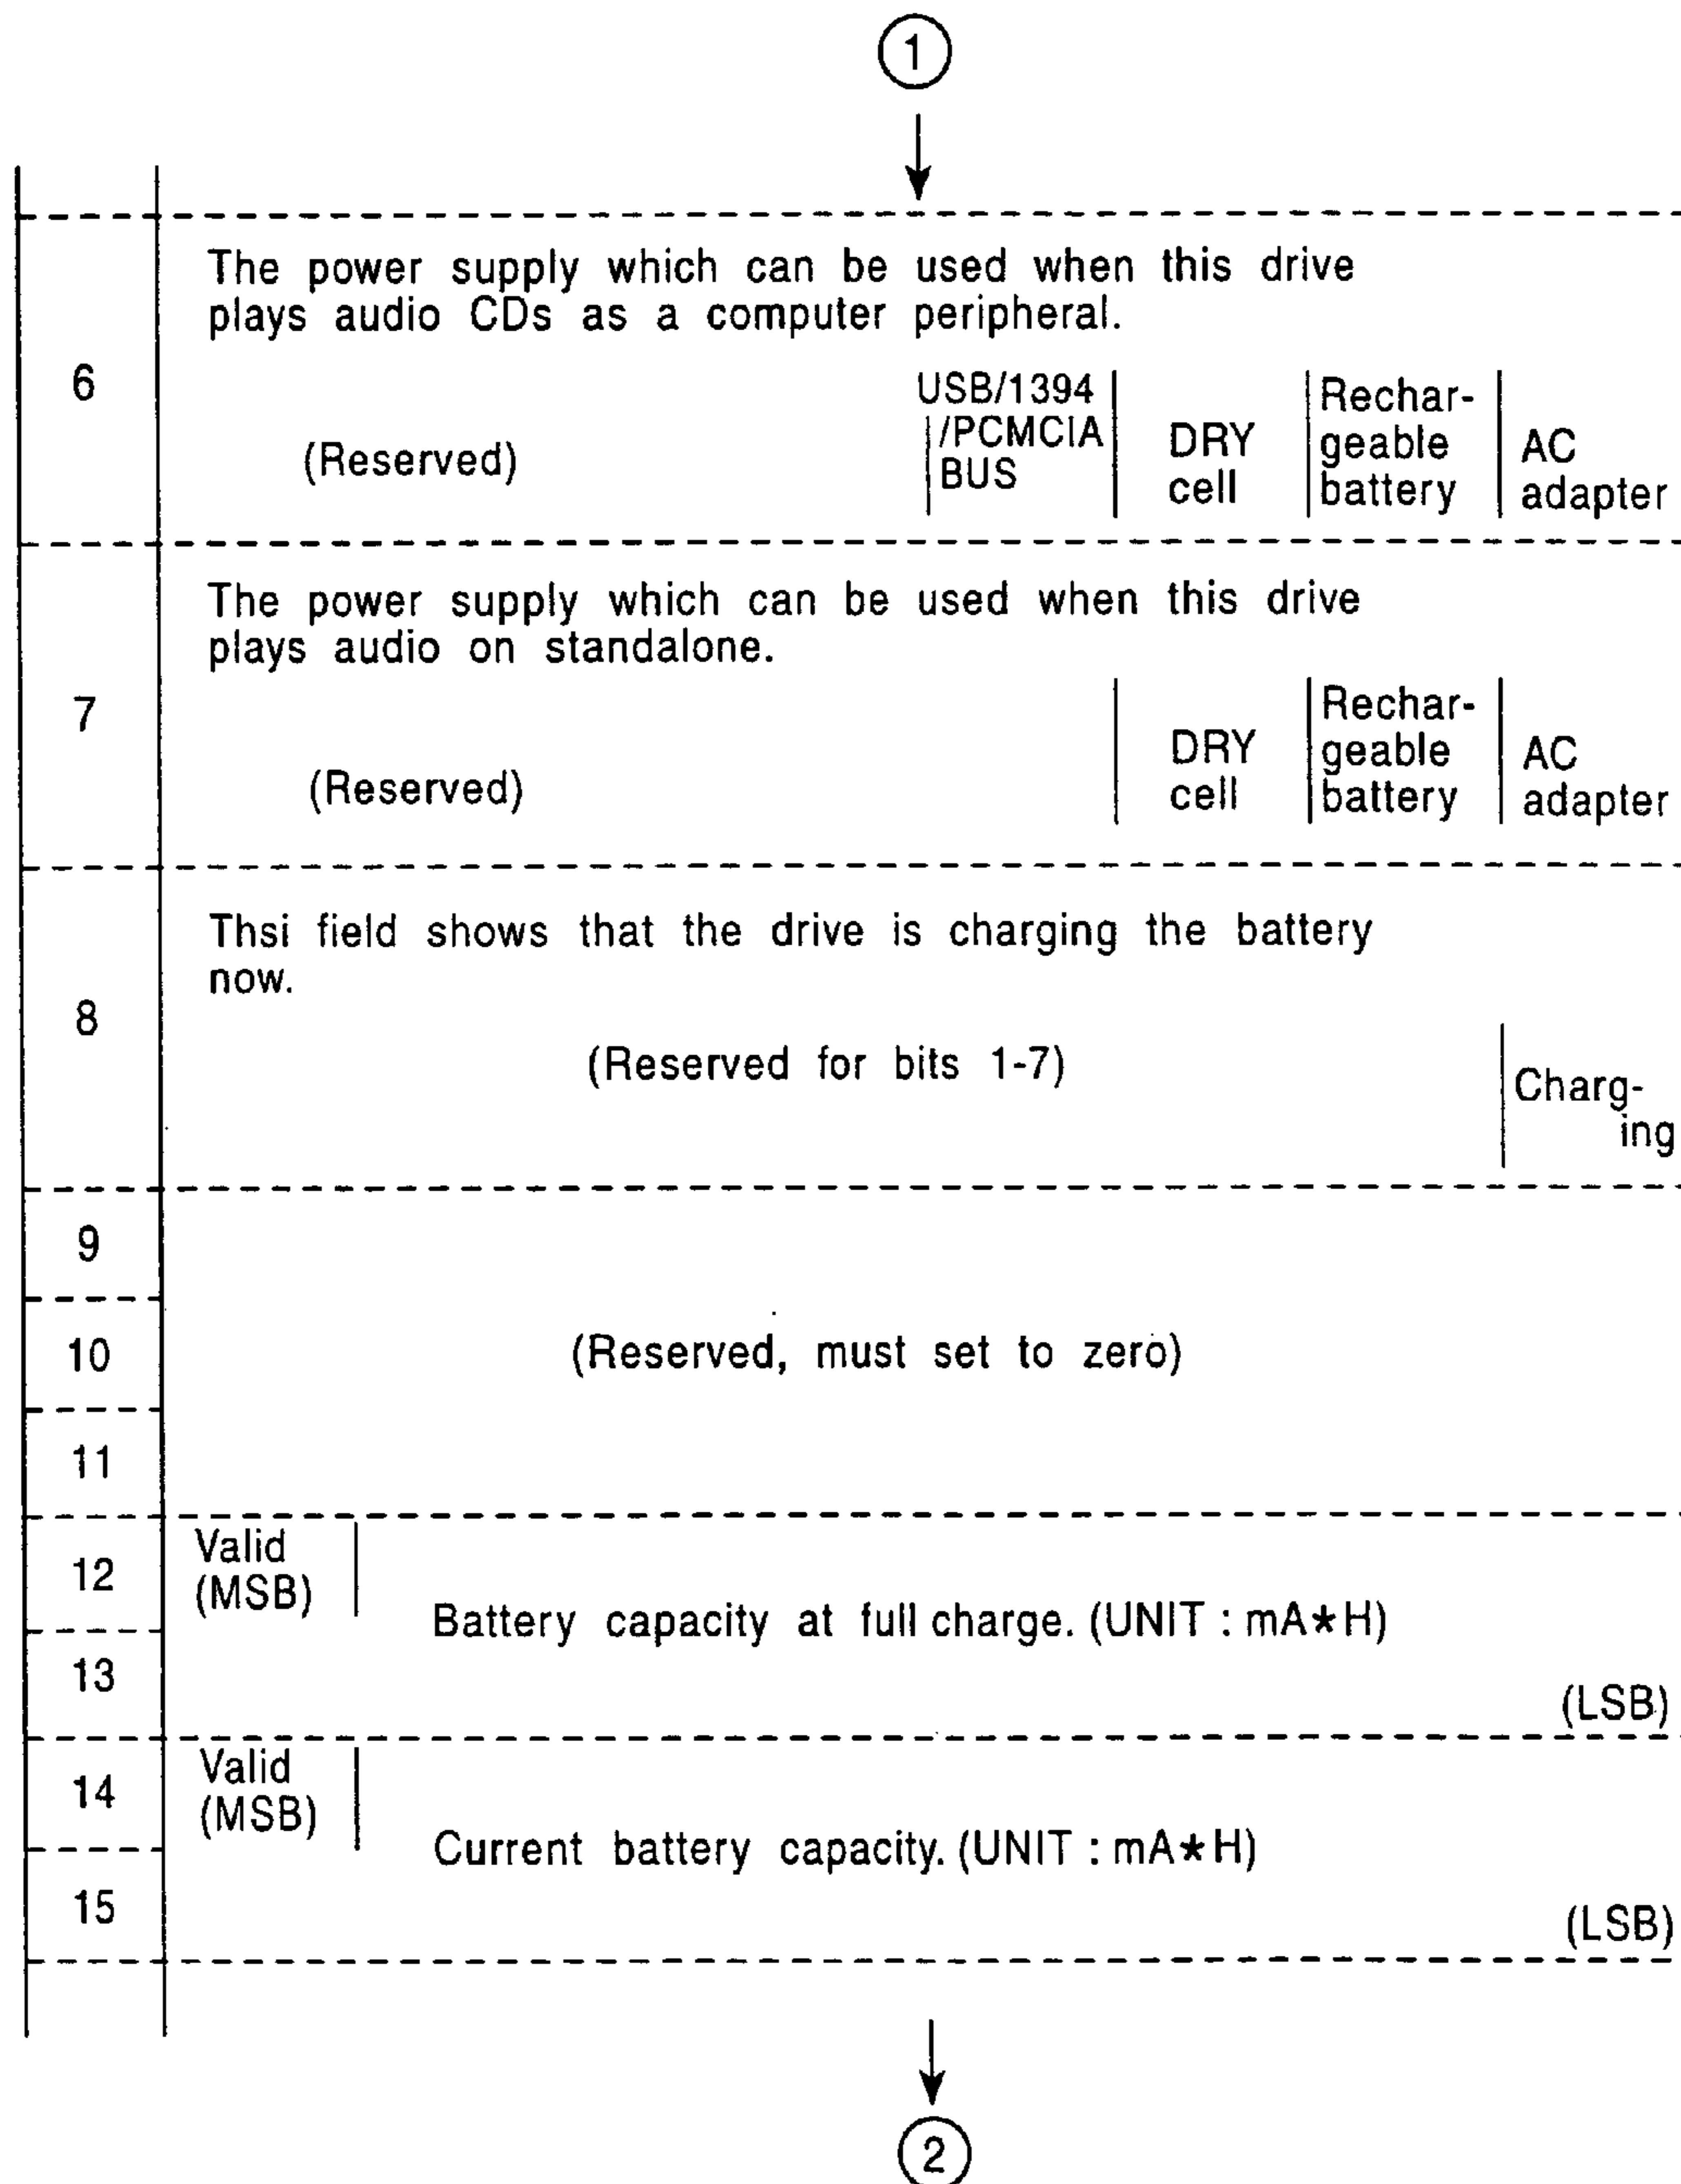 1
The power supply which can be used when this drive
plays audio CDs as a computer peripheral.
6
(Reserved)
USB/1394
/PCMCIA
BUS
DRY
cell
Rechar-
geable
battery
AC
adapter
The power supply which can be used when this drive
plays audio on standalone.
7
(Reserved)
DRY
cell
Rechar-
geable
battery
AC
adapter
Thsi field shows that the drive is charging the battery
now.
8
(Reserved for bits 1-7)
Charg-
ing
9
10
(Reserved, must set to zero)
11
12
Valid
(MSB)
Battery capacity at full charge. (UNIT : mA★H)
13
(LSB)
14
Valid
(MSB)
Current battery capacity. (UNIT : mA★H)
15
(LSB)
2